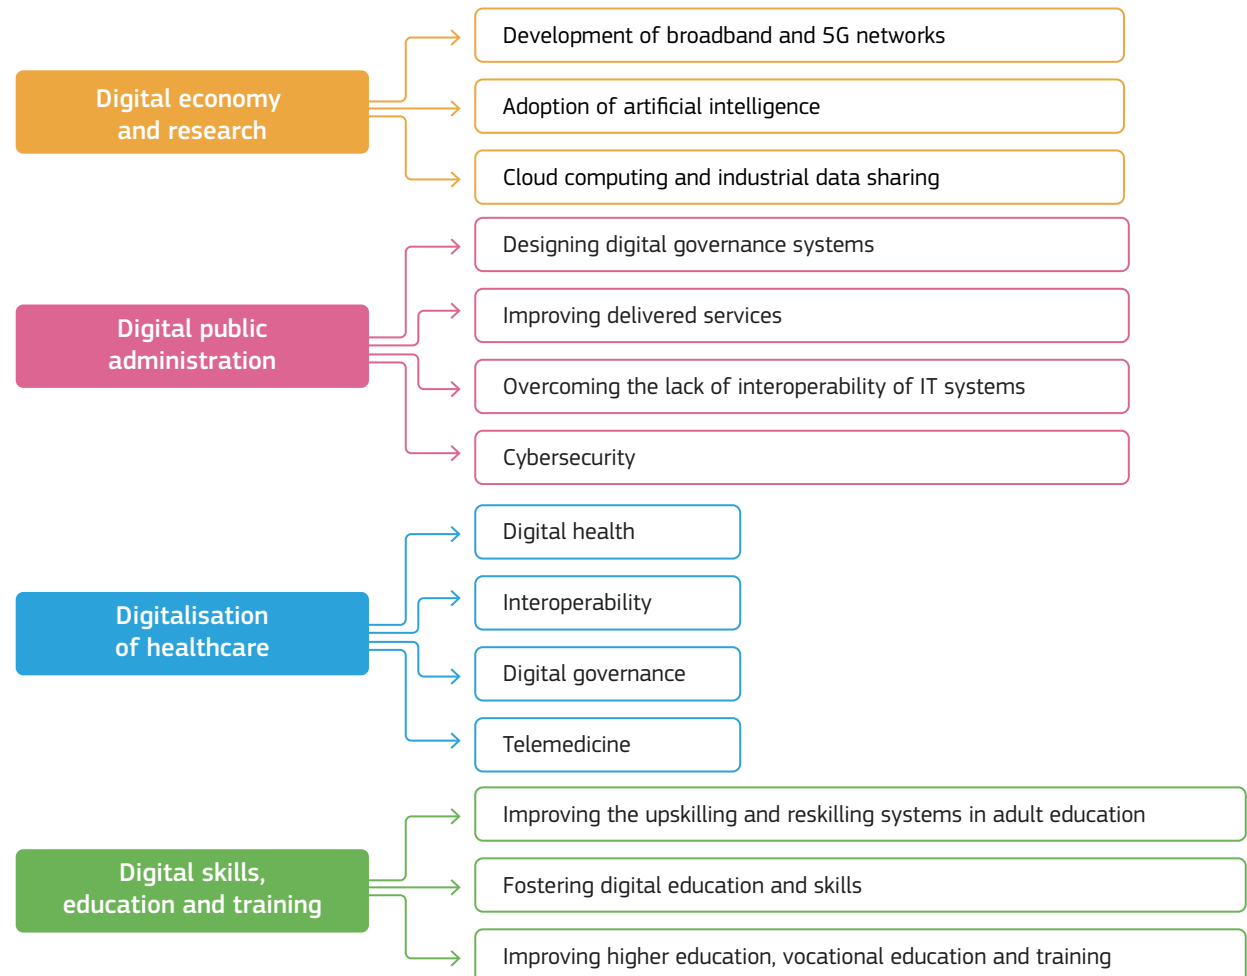 Digital economy
and research
Development of broadband and 5G networks
Adoption of artificial intelligence
Cloud computing and industrial data sharing
Digital public
administration
Designing digital governance systems
Improving delivered services
Overcoming the lack of interoperability of IT systems
Cybersecurity
Digitalisation
of healthcare
Digital health
Interoperability
Digital governance
Telemedicine
Digital skills,
education and training
Improving the upskilling and reskilling systems in adult education
Fostering digital education and skills
Improving higher education, vocational education and training